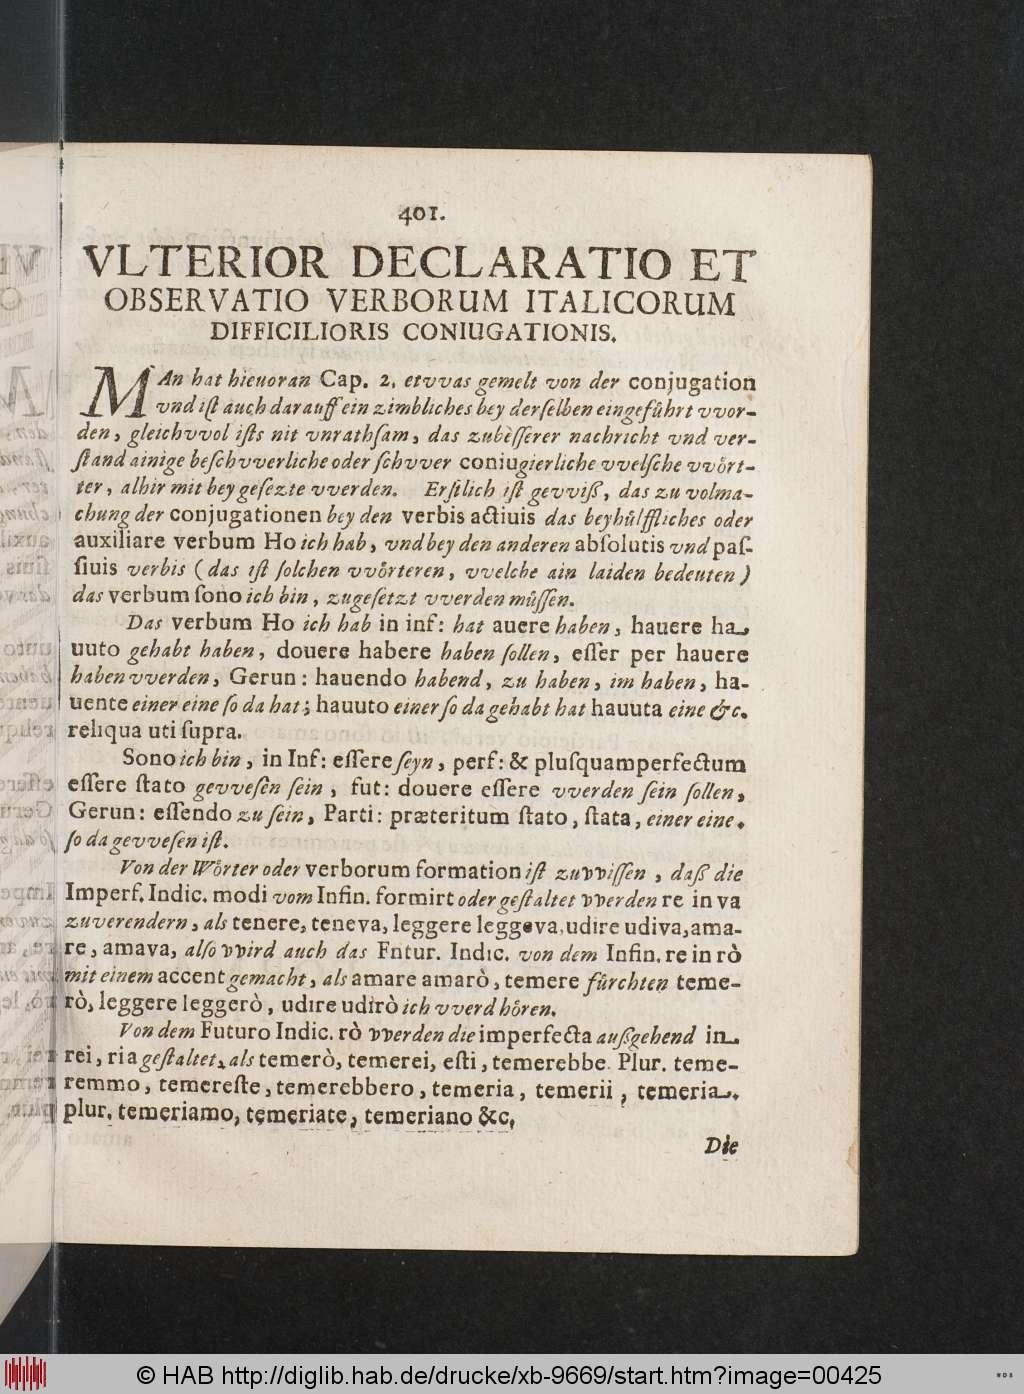 401.
VLTERIOR DECLARATIO ET
OBSERVATIO VERBORUM ITALICORUM
DIFFICILIORIS CONIUGATIONIS.
MAn hat hieuoran Cap. 2. etvvas gemelt von der conjugation
vnd iſt auch darauff ein zimbliches bey derſelben eingefůhrt vvor-
den, gleichvvol iſts nit vnrathſam, das zubèſſerer nachricht vnd ver-
ſtand ainige beſchvverliche oder ſchvver coniugierliche vvelſche vvőrt-
ter, alhir mit bey geſezte vverden. Erſtlich iſt gevviß, das zu volma-
chung der conjugationen bey den verbis actiuis das beyhůlffliches oder
auxiliare verbum Ho ich hab, vnd bey den anderen abſolutis vnd paſ-
ſiuis verbis (das iſt ſolchen vvőrteren, vvelche ain laiden bedeuten)
das verbum ſono ich bin, zugeſetzt vverden můſſen.
Das verbum Ho ich hab in inf: hat auere haben, hauere ha-
uuto gehabt haben, douere habere haben ſollen, eſſer per hauere
haben vverden, Gerun: hauendo habend, zu haben, im haben, ha-
uente einer eine ſo da hat; hauuto einer ſo da gehabt hat hauuta eine &c.
reliqua uti ſupra.
Sono ich bin, in Inf: eſſere ſeyn, perf: & pluſquamperfectum
eſſere ſtato gevveſen ſein, fut: douere eſſere vverden ſein ſollen,
Gerun: eſſendo zu ſein, Parti: præteritum ſtato, ſtata, einer eine.
ſo da gevveſen iſt.
Von der Wőrter oder verborum formation iſt zuvviſſen, daß die
Imperf. Indic. modi vom Infin. formirt oder geſtaltet vverden re in va
zuverendern, als tenere, teneva, leggere leggeva, udire udiva, ama-
re, amava, alſo vvird auch das Fntur. Indic. von dem Infin. re in rò
mit einem accent gemacht, als amare amarò, temere fůrchten teme-
rò, leggere leggerò, udire udirò ich vverd hőren.
Von dem Futuro Indic. rò vverden die imperfecta außgehend in
rei, ria geſtaltet, als temerò, temerei, eſti, temerebbe. Plur. teme-
remmo, temereſte, temerebbero, temeria, temerii, temeria.
plur. temeriamo, temeriate, temeriano &c.
Die
© HAB http://diglib.hab.de/drucke/xb-9669/start.htm?image=00425